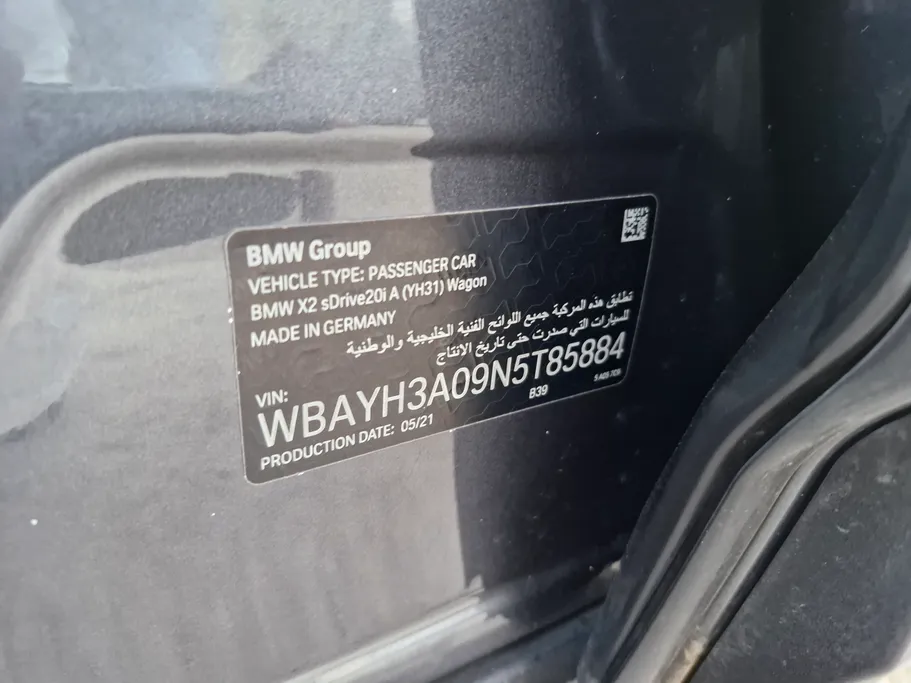 BMW Group
VEHICLE TYPE: PASSENGER CAR
BMW X2 sDrive20i A (YH31) Wagon
MADE IN GERMANY
تطابق هذه المركبة جميع اللوائح الفنية الخليجية والوطنية
للسيارات التي صدرت حتى تاريخ الانتاج
VIN:
WBAYH3A09N5T85884
PRODUCTION DATE: 05/21
B39